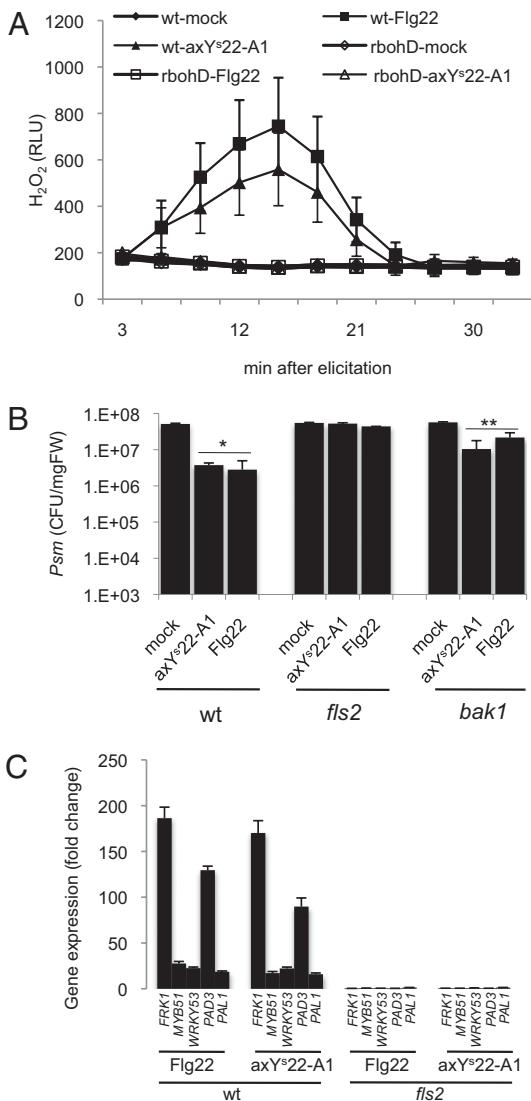 A
wt-mock
wt-Flg22
wt-axYˢ22-A1
rbohD-mock
rbohD-Flg22
rbohD-axYˢ22-A1
H₂O₂ (RLU)
1200
1000
800
600
400
200
0
3
12
21
30
min after elicitation
B
Psm (CFU/mgFW)
1.E+08
1.E+07
1.E+06
1.E+05
1.E+04
1.E+03
*
**
mock
axYˢ22-A1
Flg22
mock
axYˢ22-A1
Flg22
mock
axYˢ22-A1
Flg22
wt
fls2
bak1
C
Gene expression (fold change)
250
200
150
100
50
0
FRK1
MYB51
WRKY53
PAD3
PAL1
FRK1
MYB51
WRKY53
PAD3
PAL1
FRK1
MYB51
WRKY53
PAD3
PAL1
FRK1
MYB51
WRKY53
PAD3
PAL1
Flg22
axYˢ22-A1
Flg22
axYˢ22-A1
wt
fls2